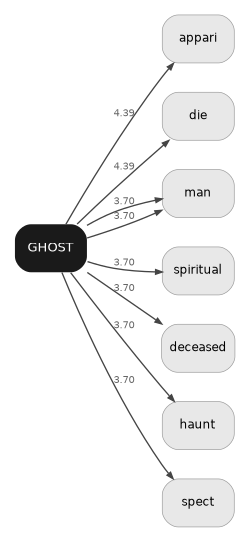 appari
4.39
die
4.39
man
3.70
3.70
GHOST
3.70
spiritual
3.70
deceased
3.70
haunt
3.70
spect